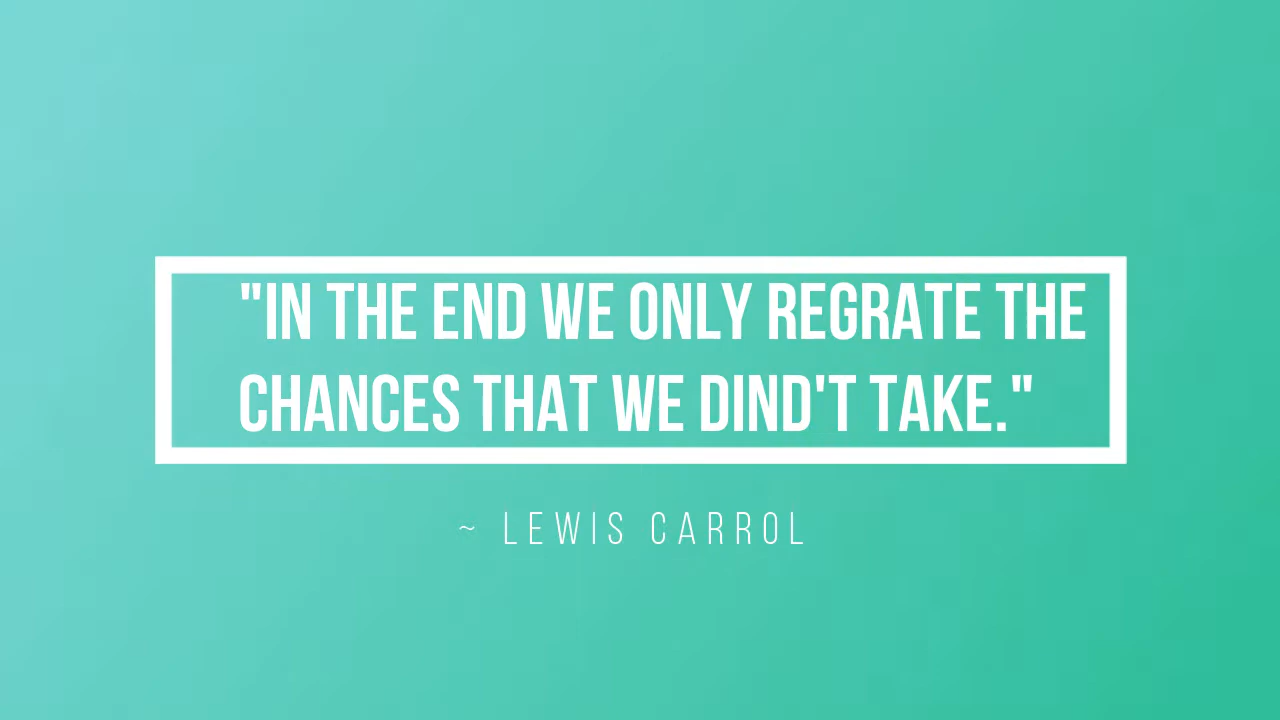 "IN THE END WE ONLY REGRATE THE
CHANCES THAT WE DIND'T TAKE."
~ LEWIS CARROL